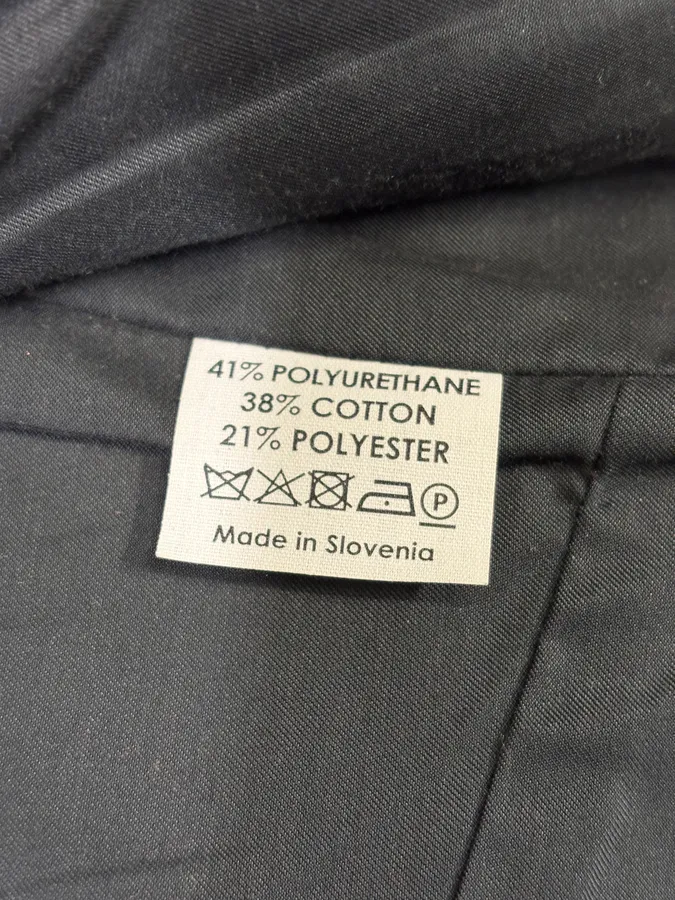 41% POLYURETHANE
38% COTTON
21% POLYESTER
P
Made in Slovenia